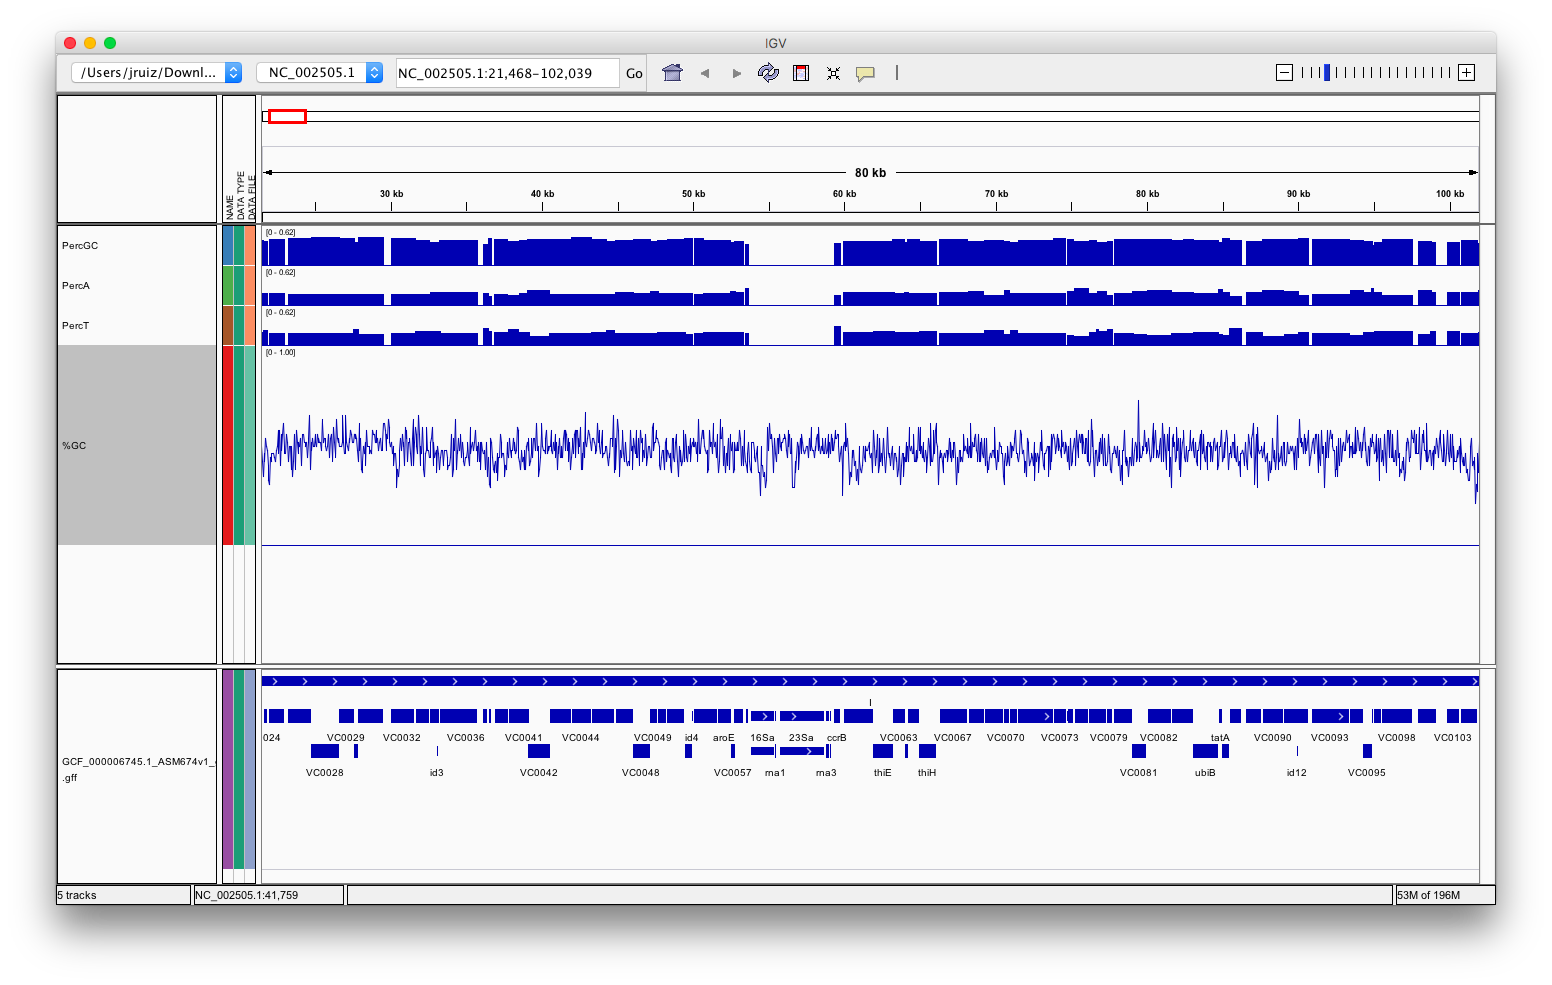 IGV
/Users/jruiz/Downl... NC_002505.1 NC_002505.1:21,468-102,039 Go
NAME
DATA TYPE
DATA FILE
80 kb
30 kb 40 kb 50 kb 60 kb 70 kb 80 kb 90 kb 100 kb
PercGC [0 - 0.62]
PercA [0 - 0.62]
PercT [0 - 0.62]
[0 - 1.00]
%GC
024 VC0029 VC0032 VC0036 VC0041 VC0044 VC0049 id4 aroE 16Sa 23Sa ccrB VC0063 VC0067 VC0070 VC0073 VC0079 VC0082 tatA VC0090 VC0093 VC0098 VC0103
VC0028 id3 VC0042 VC0048 VC0057 rna1 rna3 thiE thiH VC0081 ubiB id12 VC0095
GCF_000006745.1_ASM674v1_
.gff
5 tracks NC_002505.1:41,759 53M of 196M